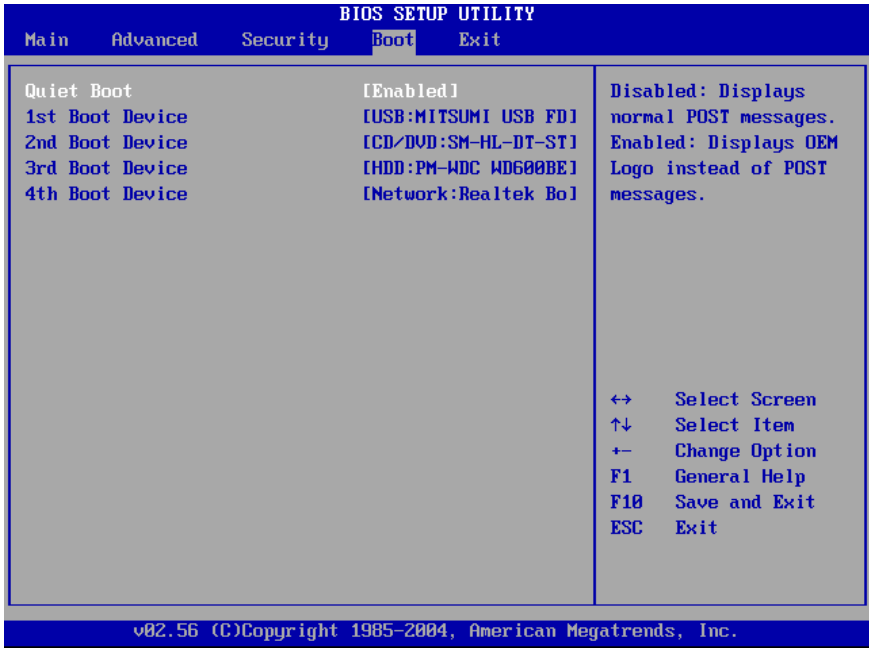 BIOS SETUP UTILITY
Main Advanced Security Boot Exit
Quiet Boot [Enabled]
1st Boot Device [USB:MITSUMI USB FD]
2nd Boot Device [CD/DVD:SM-HL-DT-ST]
3rd Boot Device [HDD:PM-WDC WD600BE]
4th Boot Device [Network:Realtek Bo]
Disabled: Displays
normal POST messages.
Enabled: Displays OEM
Logo instead of POST
messages.
↔ Select Screen
↑↓ Select Item
+- Change Option
F1 General Help
F10 Save and Exit
ESC Exit
v02.56 (C)Copyright 1985-2004, American Megatrends, Inc.